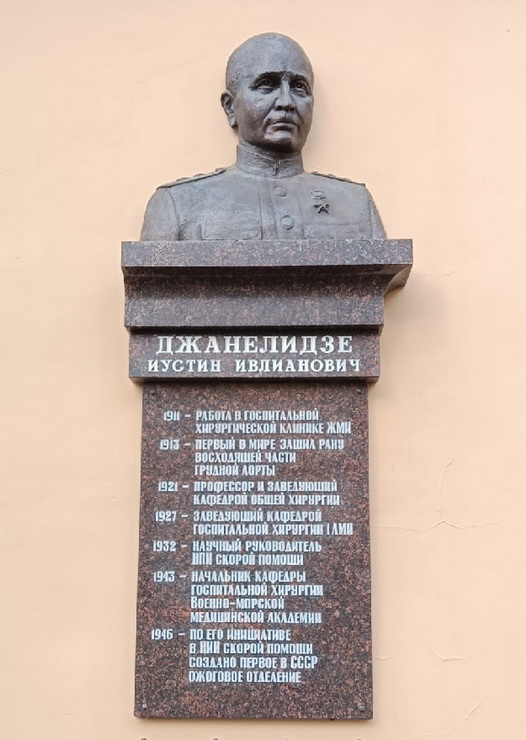 ДЖАНЕЛИДЗЕ
ИУСТИН ИВЛИАНОВИЧ
1911 – РАБОТА В ГОСПИТАЛЬНОЙ
ХИРУРГИЧЕСКОЙ КЛИНИКЕ ЖМИ
1913 – ПЕРВЫЙ В МИРЕ ЗАШИЛ РАНУ
ВОСХОДЯЩЕЙ ЧАСТИ
ГРУДНОЙ АОРТЫ
1921 – ПРОФЕССОР И ЗАВЕДУЮЩИЙ
КАФЕДРОЙ ОБЩЕЙ ХИРУРГИИ
1927 – ЗАВЕДУЮЩИЙ КАФЕДРОЙ
ГОСПИТАЛЬНОЙ ХИРУРГИИ I ЛМИ
1932 – НАУЧНЫЙ РУКОВОДИТЕЛЬ
НИИ СКОРОЙ ПОМОЩИ
1943 – НАЧАЛЬНИК КАФЕДРЫ
ГОСПИТАЛЬНОЙ ХИРУРГИИ
ВОЕННО-МОРСКОЙ
МЕДИЦИНСКОЙ АКАДЕМИИ
1946 – ПО ЕГО ИНИЦИАТИВЕ
В НИИ СКОРОЙ ПОМОЩИ
СОЗДАНО ПЕРВОЕ В СССР
ОЖОГОВОЕ ОТДЕЛЕНИЕ